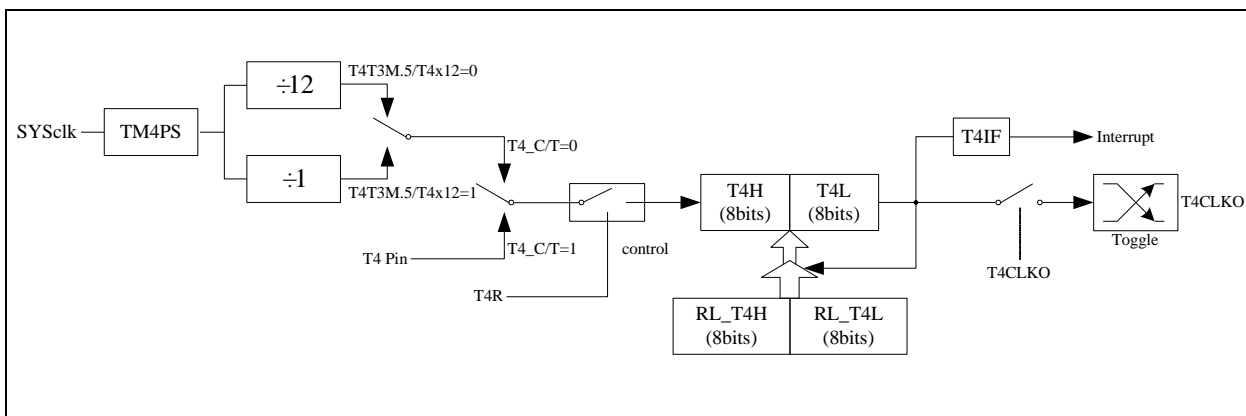 T4T3M.5/T4x12=0
÷12
SYSclk
TM4PS
T4_C/T=0
T4IF
Interrupt
÷1
T4T3M.5/T4x12=1
T4H
(8bits)
T4L
(8bits)
T4CLKO
Toggle
T4 Pin
T4_C/T=1
control
T4CLKO
T4R
RL_T4H
(8bits)
RL_T4L
(8bits)